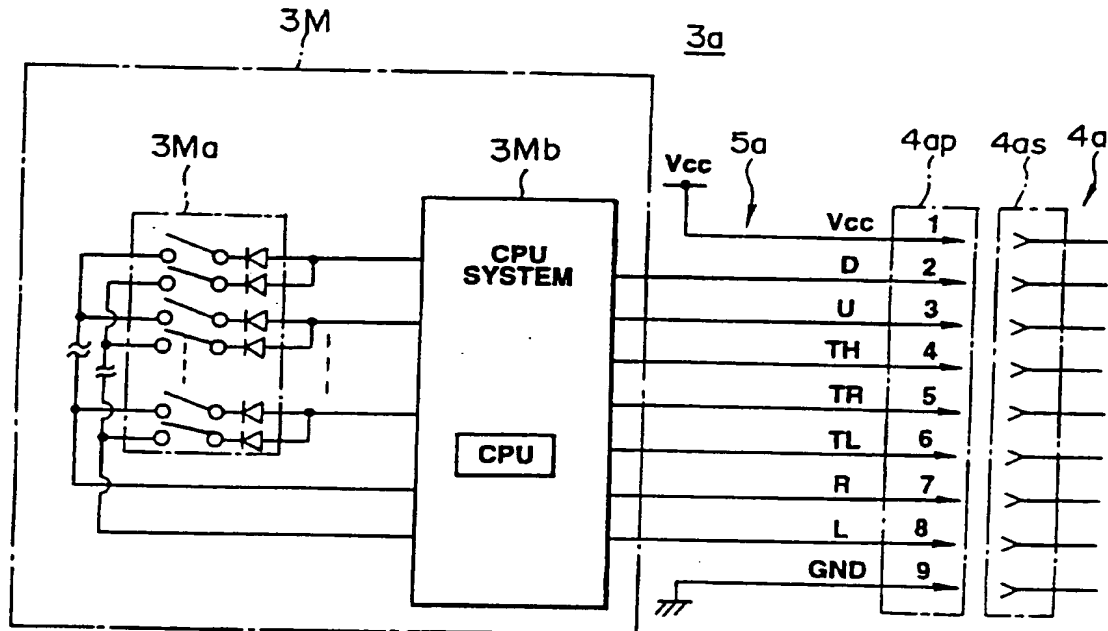 3M
3a
3Ma
3Mb
5a
4ap
4as
4a
Vcc
CPU
SYSTEM
CPU
Vcc 1
D 2
U 3
TH 4
TR 5
TL 6
R 7
L 8
GND 9